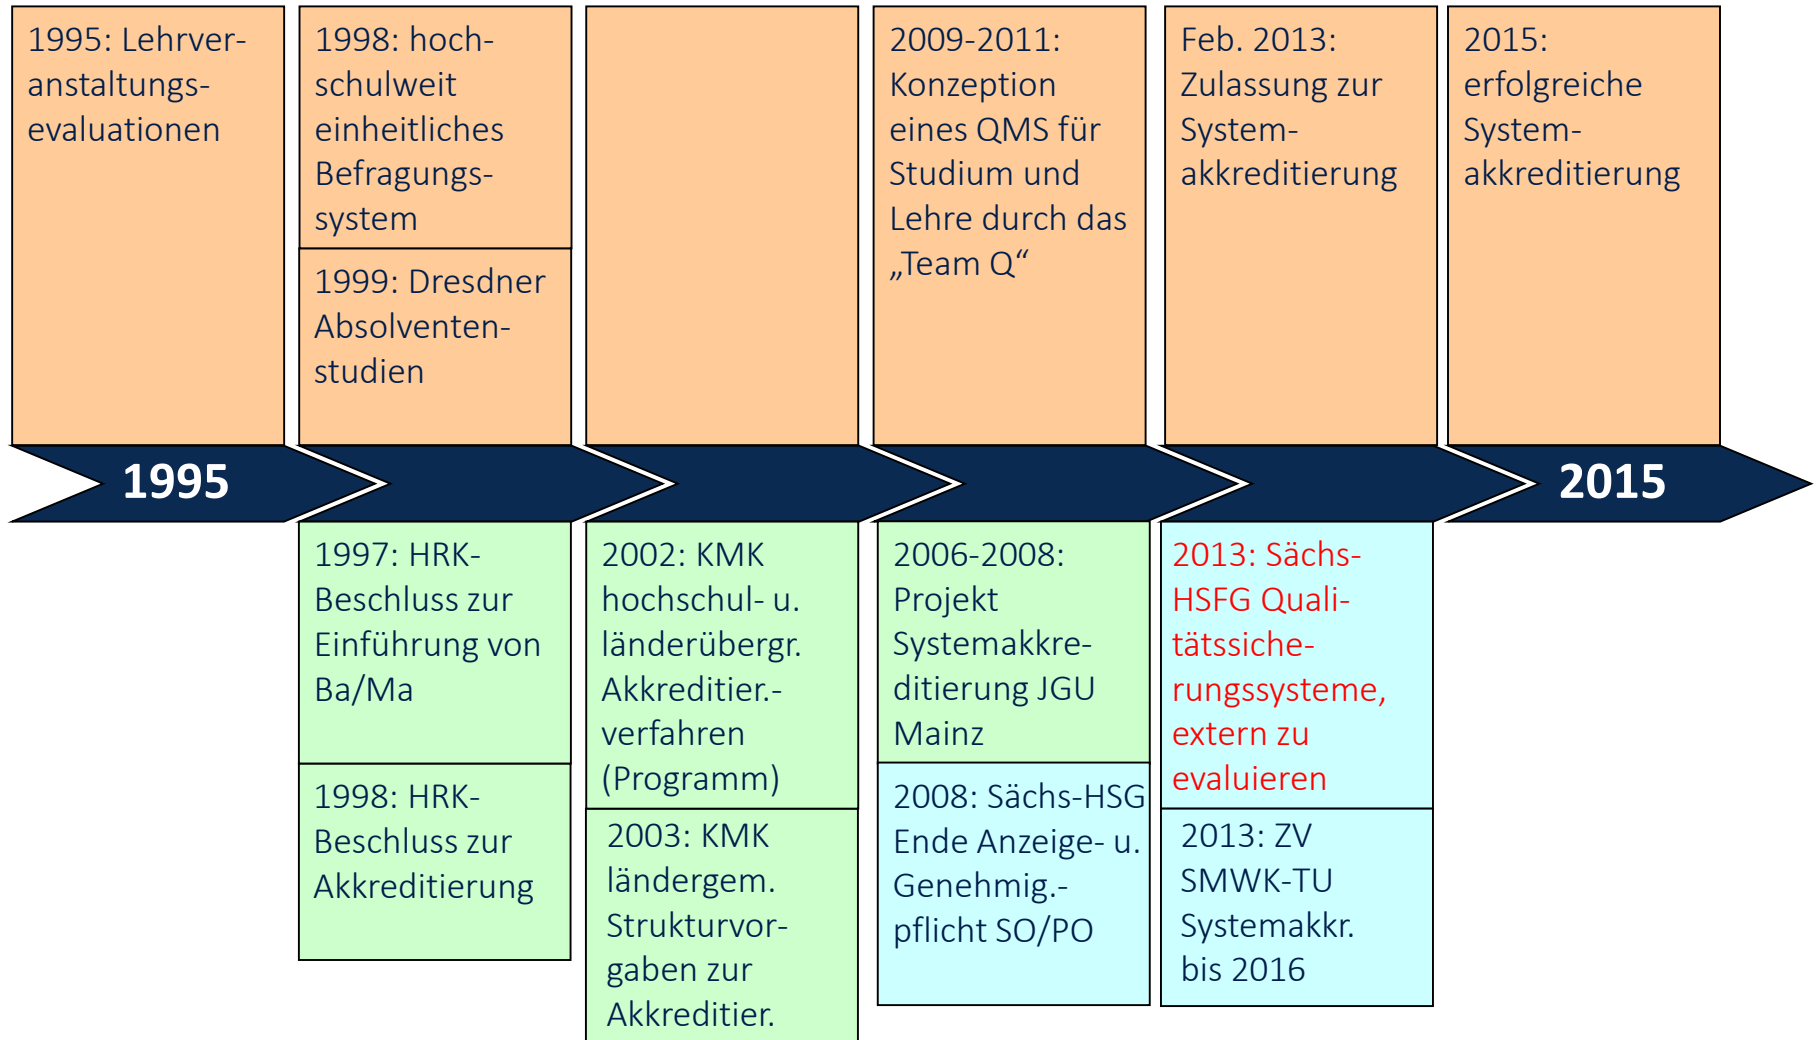 1995: Lehrver-
anstaltungs-
evaluationen
1998: hoch-
schulweit
einheitliches
Befragungs-
system
1999: Dresdner
Absolventen-
studien
2009-2011:
Konzeption
eines QMS für
Studium und
Lehre durch das
„Team Q“
Feb. 2013:
Zulassung zur
System-
akkreditierung
2015:
erfolgreiche
System-
akkreditierung
1995
2015
1997: HRK-
Beschluss zur
Einführung von
Ba/Ma
1998: HRK-
Beschluss zur
Akkreditierung
2002: KMK
hochschul- u.
länderübergr.
Akkreditier.-
verfahren
(Programm)
2003: KMK
ländergem.
Strukturvor-
gaben zur
Akkreditier.
2006-2008:
Projekt
Systemakkre-
ditierung JGU
Mainz
2008: Sächs-HSG
Ende Anzeige- u.
Genehmig.-
pflicht SO/PO
2013: Sächs-
HSFG Quali-
tätssiche-
rungssysteme,
extern zu
evaluieren
2013: ZV
SMWK-TU
Systemakkr.
bis 2016